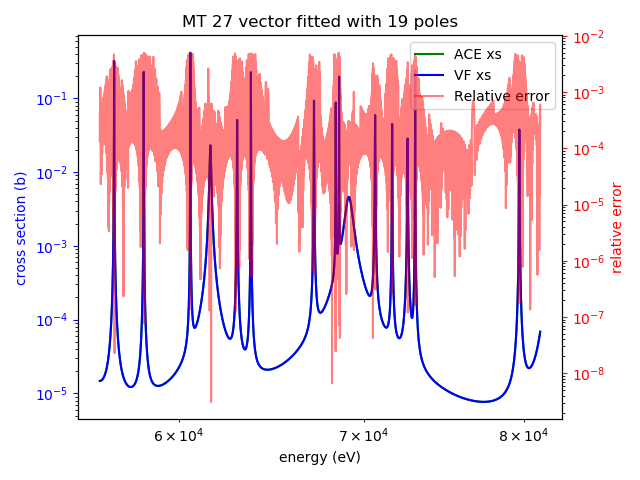 MT 27 vector fitted with 19 poles
ACE xs
VF xs
Relative error
cross section (b)
10⁻¹
10⁻²
10⁻³
10⁻⁴
10⁻⁵
relative error
10⁻²
10⁻³
10⁻⁴
10⁻⁵
10⁻⁶
10⁻⁷
10⁻⁸
6 × 10⁴
7 × 10⁴
8 × 10⁴
energy (eV)